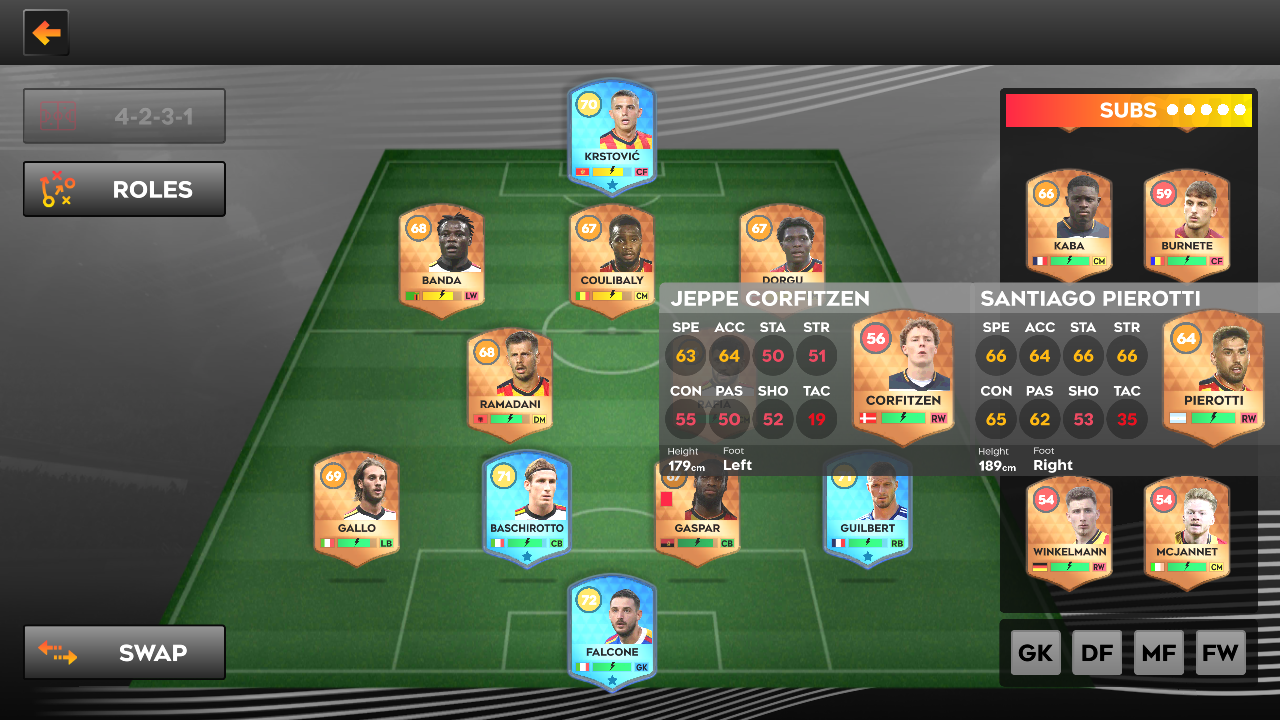 4-2-3-1
ROLES
SUBS
70
KRSTOVIĆ
CF
68
BANDA
LW
67
COULIBALY
CM
67
DORGU
66
KABA
CM
59
BURNETE
CF
JEPPE CORFITZEN
SPE ACC STA STR
63 64 50 51
CON PAS SHO TAC
55 50 52 19
Height Foot
179cm Left
56
CORFITZEN
RW
SANTIAGO PIEROTTI
SPE ACC STA STR
66 64 66 66
CON PAS SHO TAC
65 62 53 35
Height Foot
189cm Right
64
PIEROTTI
RW
68
RAMADANI
DM
69
GALLO
LB
71
BASCHIROTTO
CB
67
GASPAR
CB
71
GUILBERT
RB
54
WINKELMANN
RW
54
MCJANNET
CM
72
FALCONE
GK
SWAP
GK DF MF FW